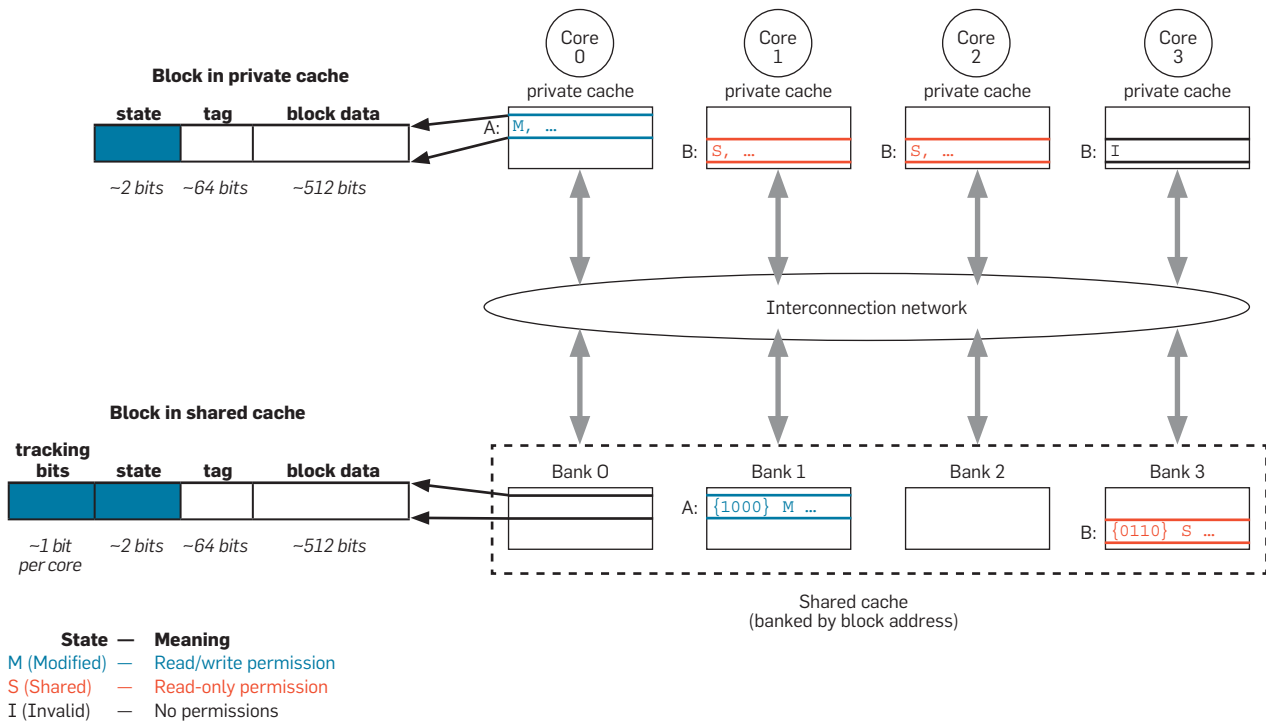 Core
0
Core
1
Core
2
Core
3
private cache
private cache
private cache
private cache
Block in private cache
state tag block data
A: M, …
B: S, …
B: S, …
B: I
~2 bits ~64 bits ~512 bits
Interconnection network
Block in shared cache
tracking
bits state tag block data
~1 bit
per core ~2 bits ~64 bits ~512 bits
Bank 0
Bank 1
Bank 2
Bank 3
A: {1000} M …
B: {0110} S …
Shared cache
(banked by block address)
State — Meaning
M (Modified) — Read/write permission
S (Shared) — Read-only permission
I (Invalid) — No permissions